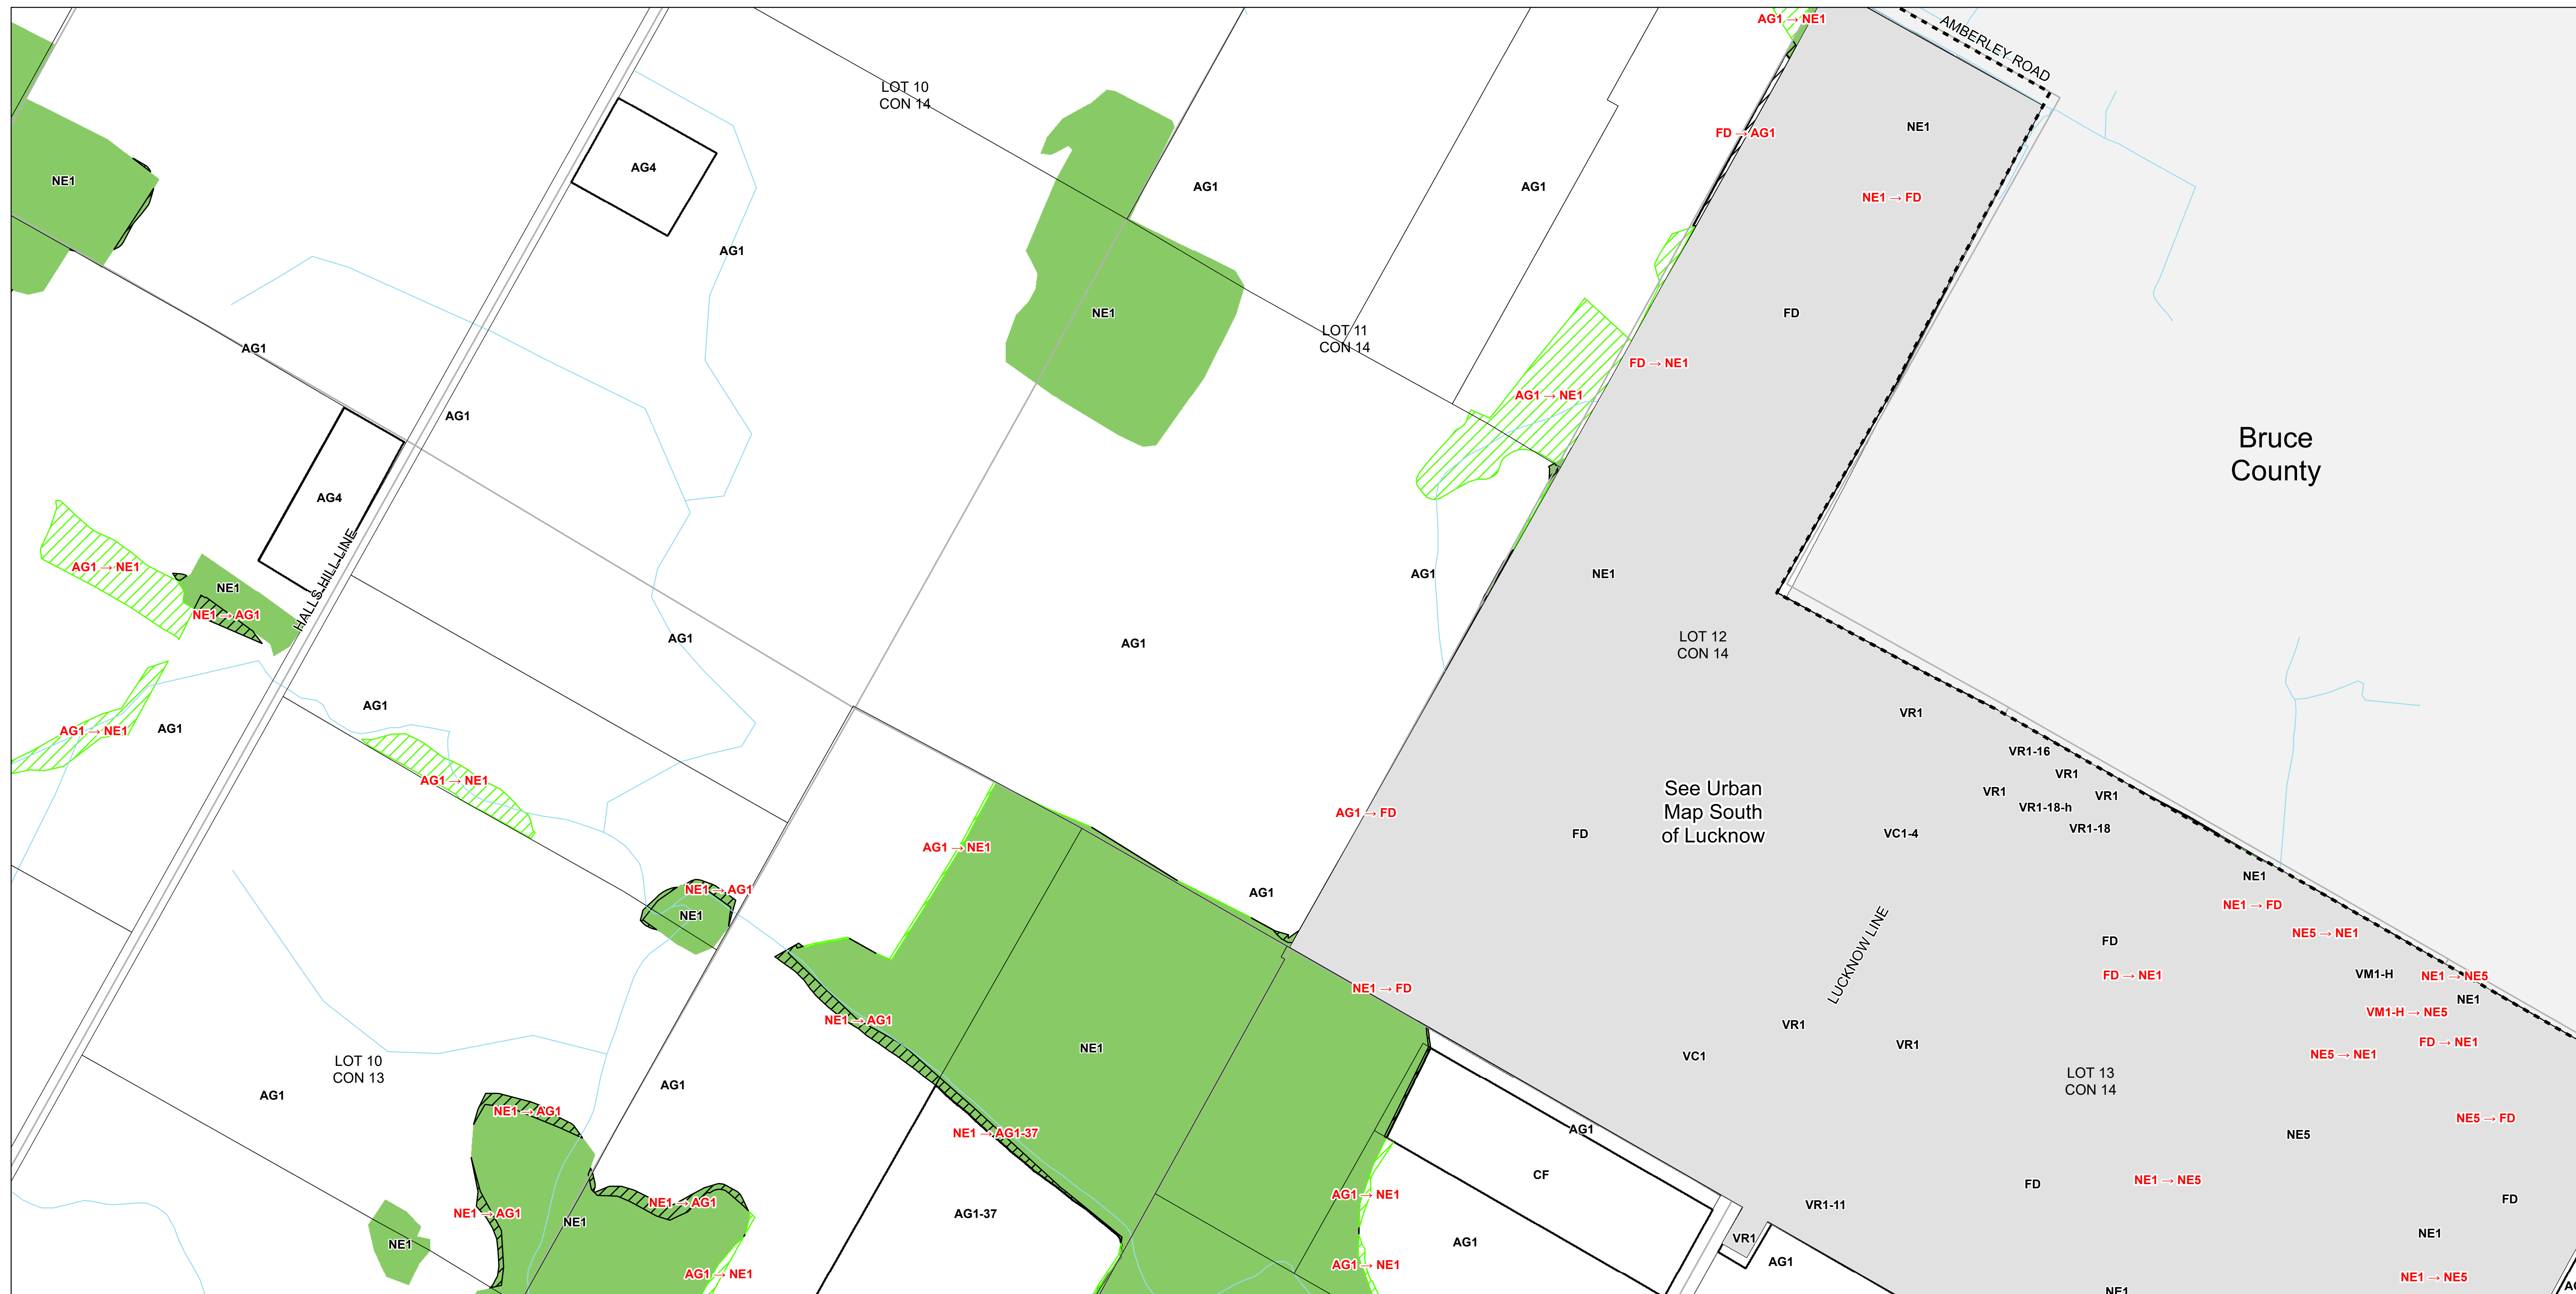 AG1 → NE1
AMBERLEY ROAD
LOT 10
CON 14
NE1
FD → AG1
AG4
NE1
AG1
AG1
NE1 → FD
AG1
NE1
FD
LOT 11
CON 14
AG1
FD → NE1
AG1 → NE1
AG1
Bruce
County
AG4
HALLS HILL LINE
AG1 → NE1
NE1
NE1 → AG1
AG1
NE1
AG1
AG1
LOT 12
CON 14
AG1
VR1
AG1 → NE1
AG1
VR1-16
VR1
AG1 → NE1
VR1
VR1
VR1-18-h
See Urban
Map South
of Lucknow
AG1 → FD
VR1-18
FD
VC1-4
AG1 → NE1
NE1
NE1 → AG1
AG1
NE1
NE1 → FD
NE5 → NE1
FD
LUCKNOW LINE
FD → NE1
VM1-H
NE1 → NE5
NE1 → FD
NE1
VM1-H → NE5
NE1 → AG1
VR1
NE1
VR1
FD → NE1
VC1
NE5 → NE1
LOT 10
CON 13
AG1
AG1
LOT 13
CON 14
NE1 → AG1
NE5 → FD
NE1 → AG1-37
AG1
NE5
CF
NE1 → NE5
FD
AG1 → NE1
NE1 → AG1
VR1-11
FD
NE1 → AG1
AG1-37
NE1
NE1
VR1
AG1
NE1
AG1
AG1 → NE1
AG1 → NE1
NE1 → NE5
NE1